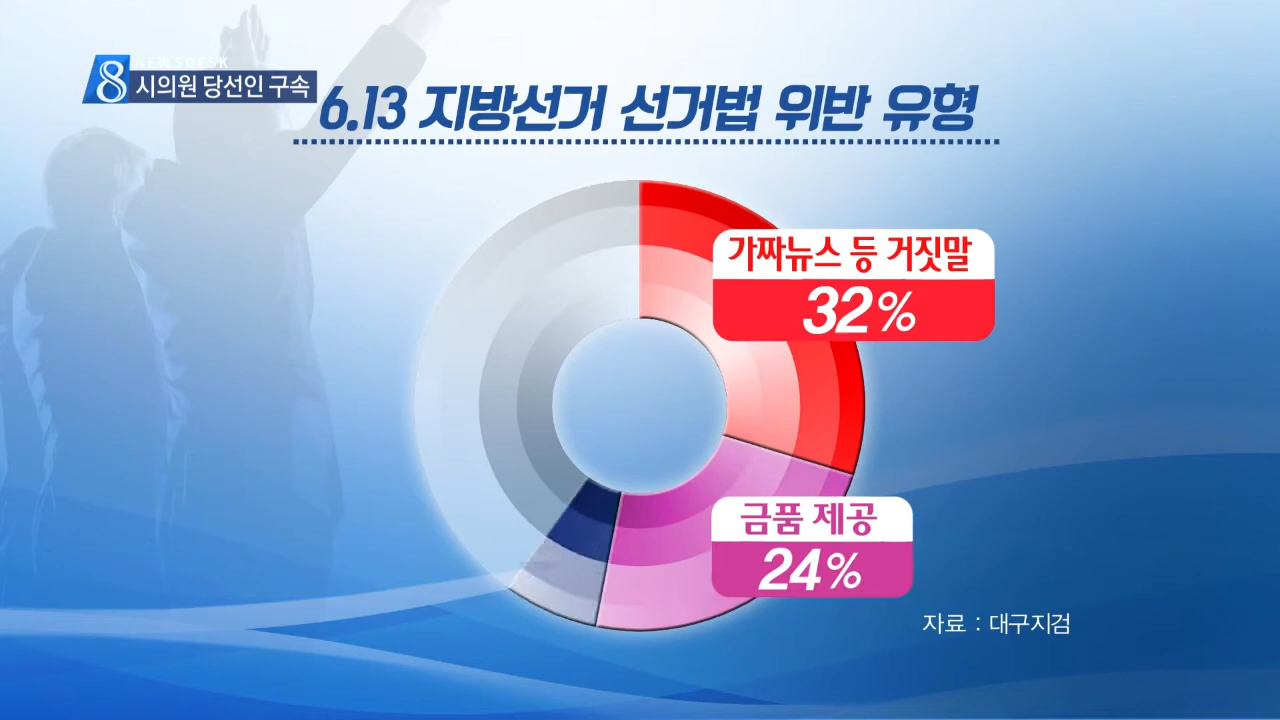 NEWSDESK
8 시의원 당선인 구속
6.13 지방선거 선거법 위반 유형
가짜뉴스 등 거짓말
32%
금품 제공
24%
자료 : 대구지검